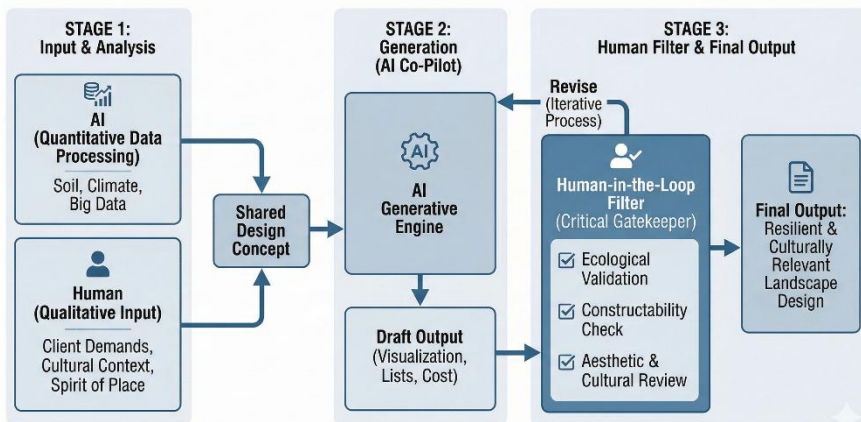 STAGE 1:
Input & Analysis
AI
(Quantitative Data
Processing)
Soil, Climate,
Big Data
Human
(Qualitative Input)
Client Demands,
Cultural Context,
Spirit of Place
Shared
Design
Concept
STAGE 2:
Generation
(AI Co-Pilot)
AI
AI
Generative
Engine
Draft Output
(Visualization,
Lists, Cost)
STAGE 3:
Human Filter & Final Output
Revise
(Iterative
Process)
Human-in-the-Loop
Filter
(Critical Gatekeeper)
Ecological
Validation
Constructability
Check
Aesthetic &
Cultural Review
Final Output:
Resilient &
Culturally
Relevant
Landscape
Design